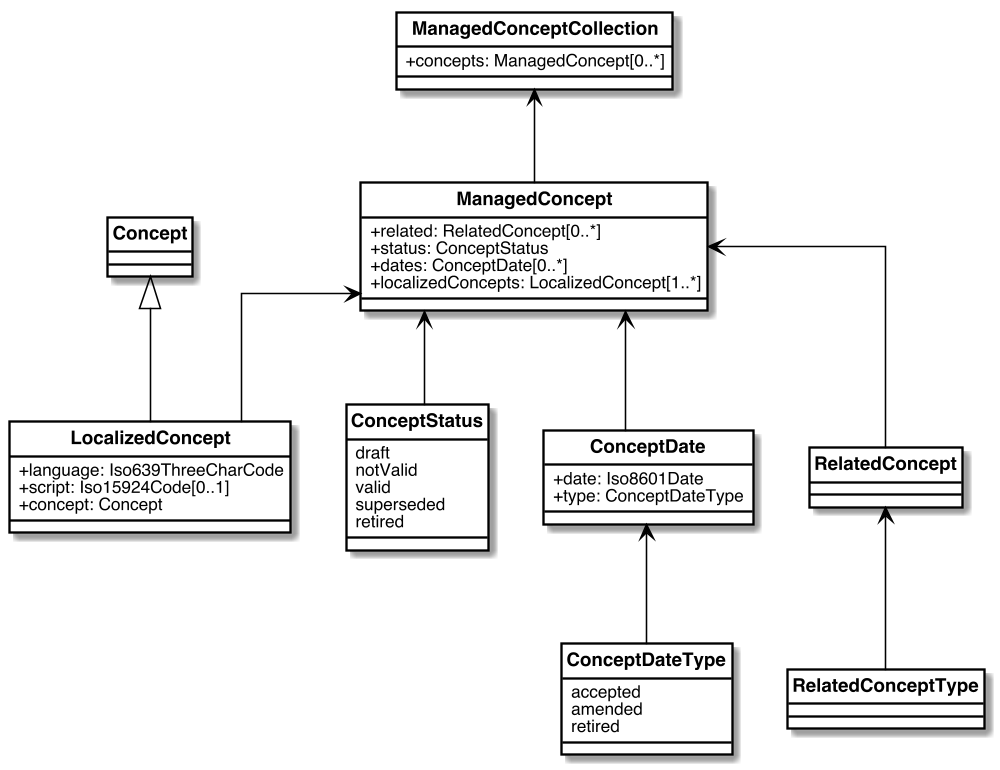 ManagedConceptCollection
+concepts: ManagedConcept[0..*]
ManagedConcept
+related: RelatedConcept[0..*]
+status: ConceptStatus
+dates: ConceptDate[0..*]
+localizedConcepts: LocalizedConcept[1..*]
Concept
LocalizedConcept
+language: Iso639ThreeCharCode
+script: Iso15924Code[0..1]
+concept: Concept
ConceptStatus
draft
notValid
valid
superseded
retired
ConceptDate
+date: Iso8601Date
+type: ConceptDateType
RelatedConcept
ConceptDateType
accepted
amended
retired
RelatedConceptType